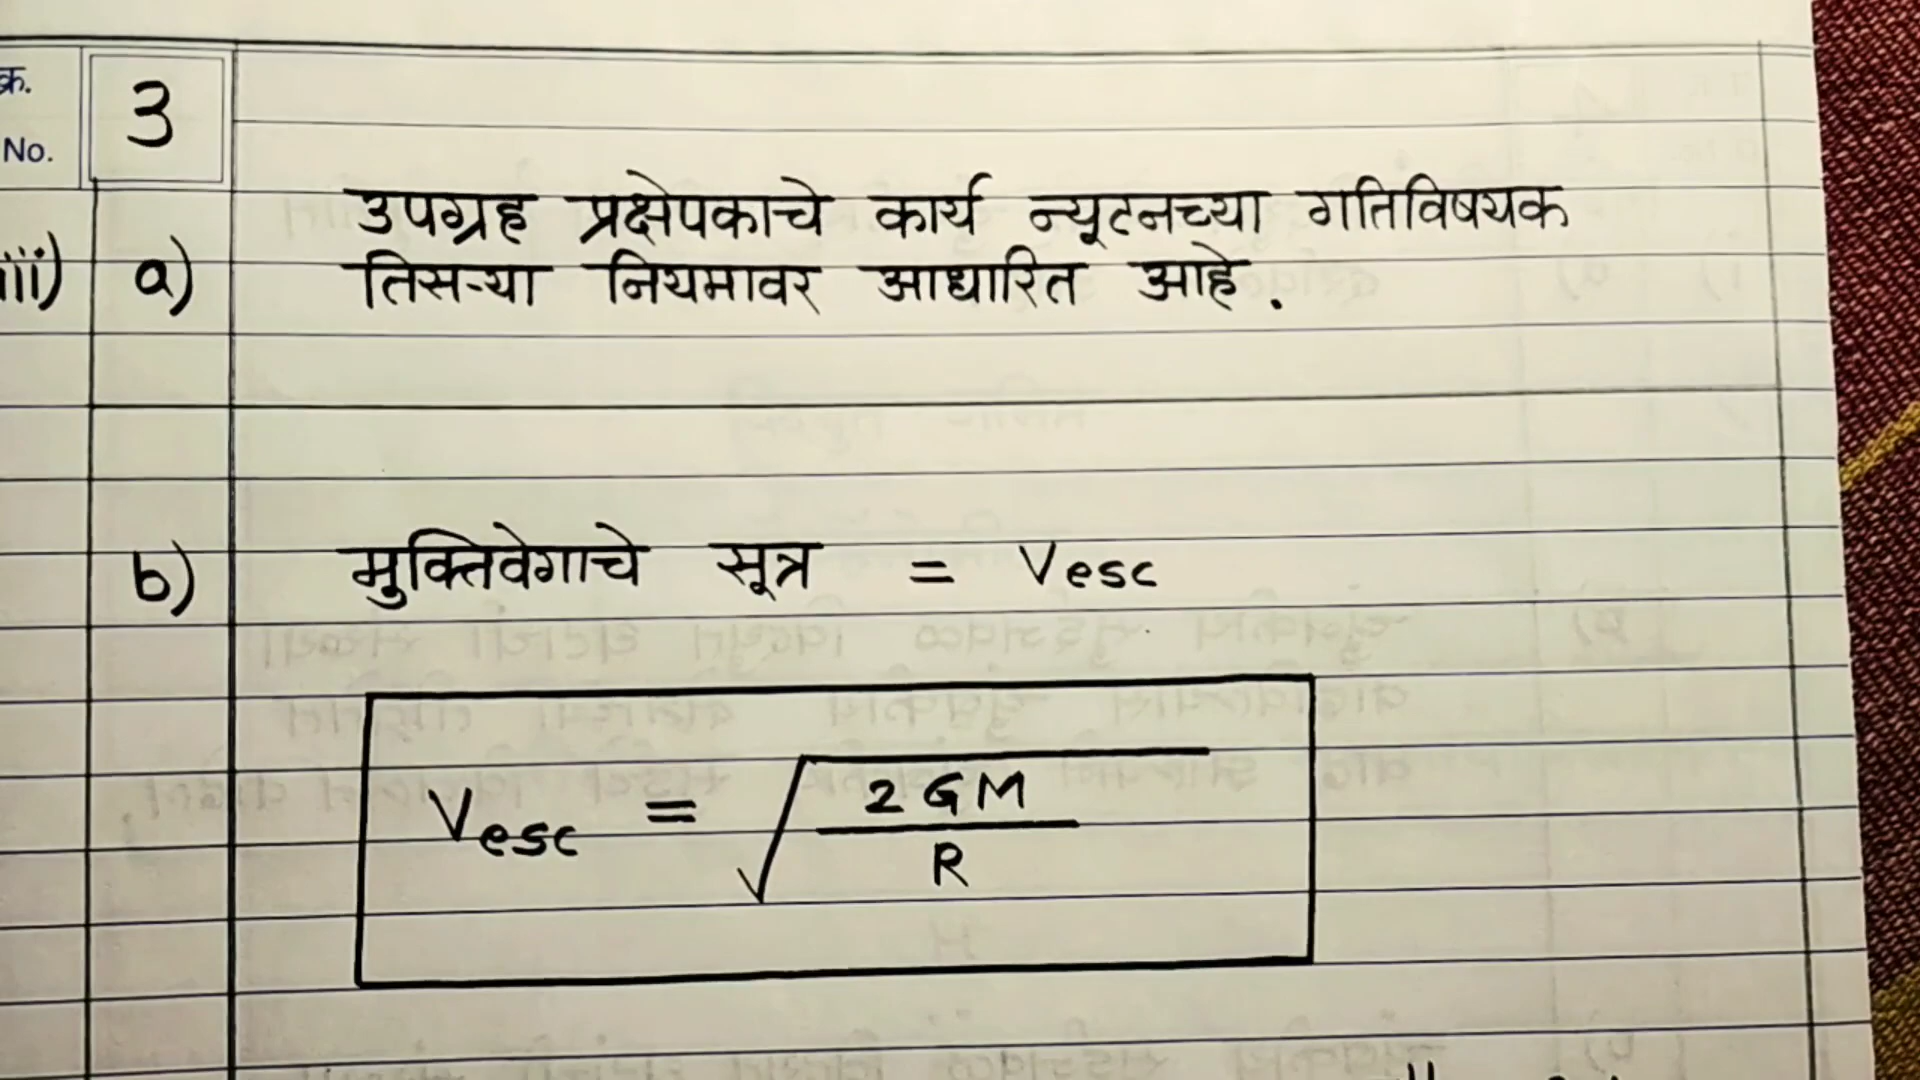 क्र. 3
No.
iii) a) उपग्रह प्रक्षेपकाचे कार्य न्यूटनच्या गतिविषयक
तिसऱ्या नियमावर आधारित आहे.
b) मुक्तिवेगाचे सूत्र = Vesc
Vesc = √ 2GM
R